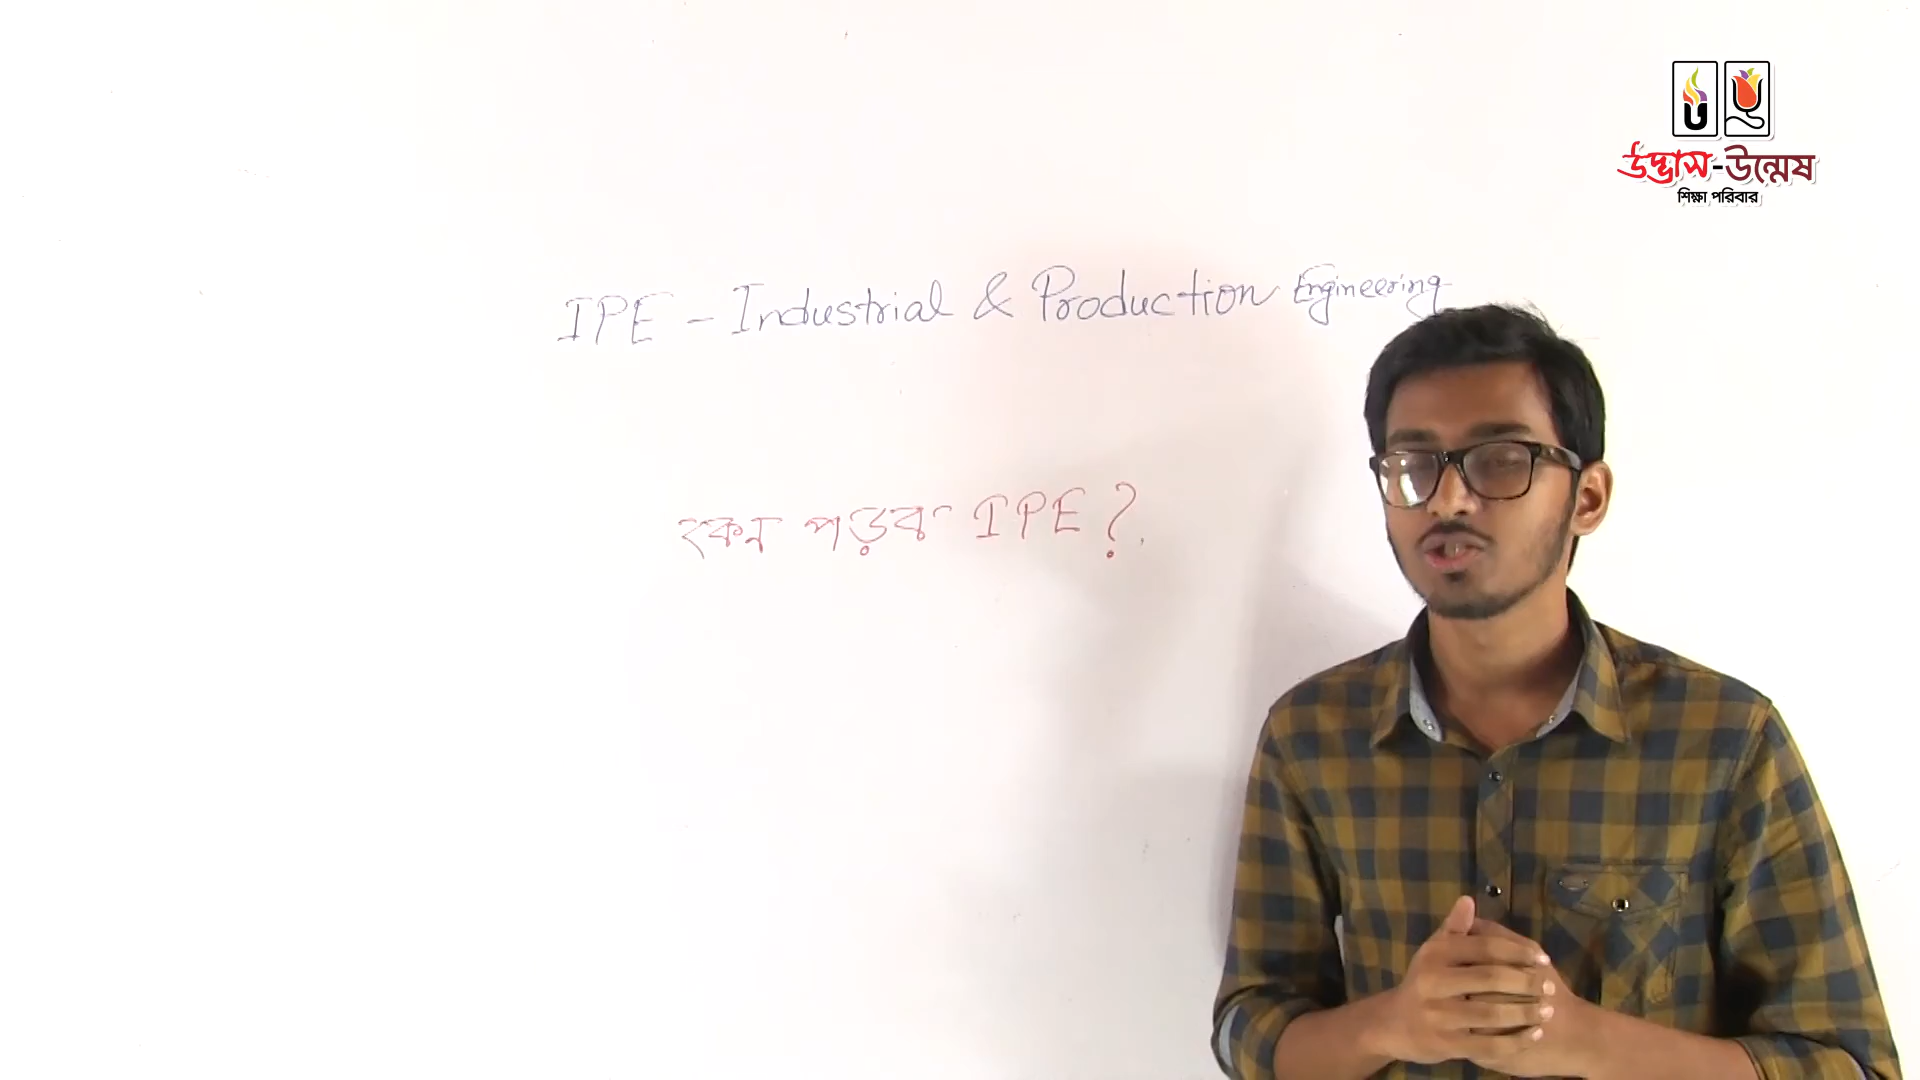 উদ্ভাস-উন্মেষ
শিক্ষা পরিবার
IPE - Industrial & Production Engineering
কেন পড়ব IPE ?